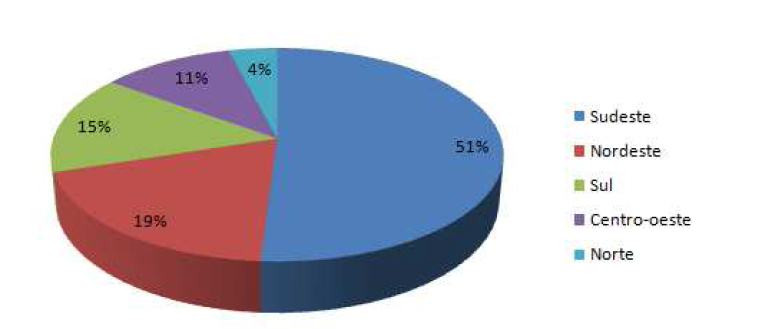 4%
11%
15%
51%
19%
Sudeste
Nordeste
Sul
Centro-oeste
Norte